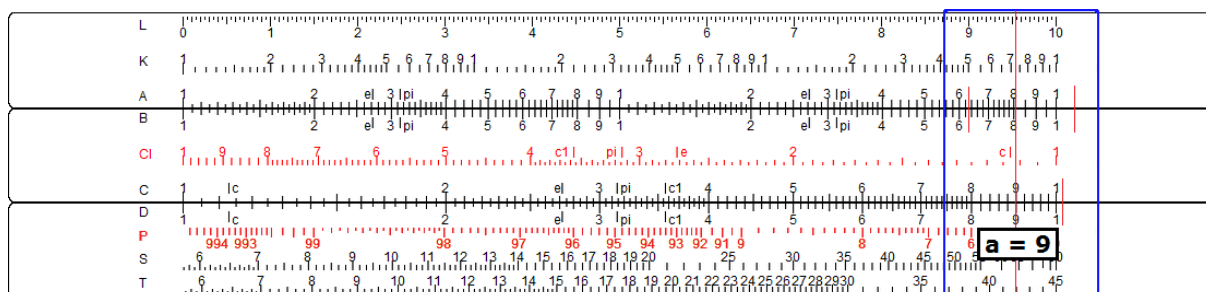 L 0 1 2 3 4 5 6 7 8 9 10
K 1 2 3 4 5 6 7 8 9 1 2 3 4 5 6 7 8 9 1 2 3 4 5 6 7 8 9 1
A 1 2 e 3 pi 4 5 6 7 8 9 1 2 e 3 pi 4 5 6 7 8 9 1
B 1 2 e 3 pi 4 5 6 7 8 9 1 2 e 3 pi 4 5 6 7 8 9 1
CI 1 9 8 7 6 5 4 c1 pi 3 e 2 c 1
C 1 c 2 e 3 pi c1 4 5 6 7 8 9 1
D 1 c 2 e 3 pi c1 4 5 6 7 8 9 1
P 994 993 99 98 97 96 95 94 93 92 91 9 8 7 6
S 6 7 8 9 10 11 12 13 14 15 16 17 18 19 20 25 30 35 40 45 50
a = 9
T 6 7 8 9 10 11 12 13 14 15 16 17 18 19 20 21 22 23 24 25 26 27 28 29 30 35 40 45